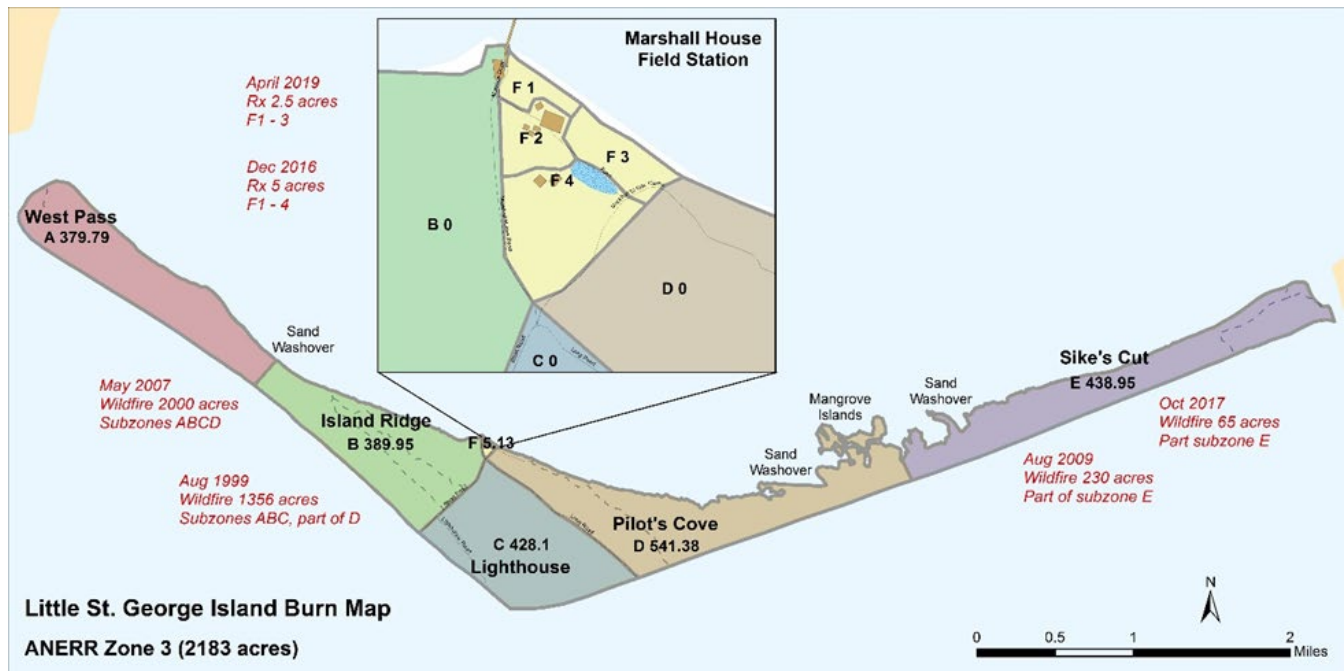 Marshall House
Field Station
April 2019
Rx 2.5 acres
F1 - 3
Dec 2016
Rx 5 acres
F1 - 4
F 1
F 2
F 3
F 4
B 0
D 0
C 0
West Pass
A 379.79
Sand
Washover
May 2007
Wildfire 2000 acres
Subzones ABCD
Island Ridge
B 389.95
F 5.13
Aug 1999
Wildfire 1356 acres
Subzones ABC, part of D
C 428.1
Lighthouse
Pilot's Cove
D 541.38
Sand
Washover
Mangrove
Islands
Sand
Washover
Sike's Cut
E 438.95
Oct 2017
Wildfire 65 acres
Part subzone E
Aug 2009
Wildfire 230 acres
Part of subzone E
Little St. George Island Burn Map
ANERR Zone 3 (2183 acres)
N
0 0.5 1 2
Miles